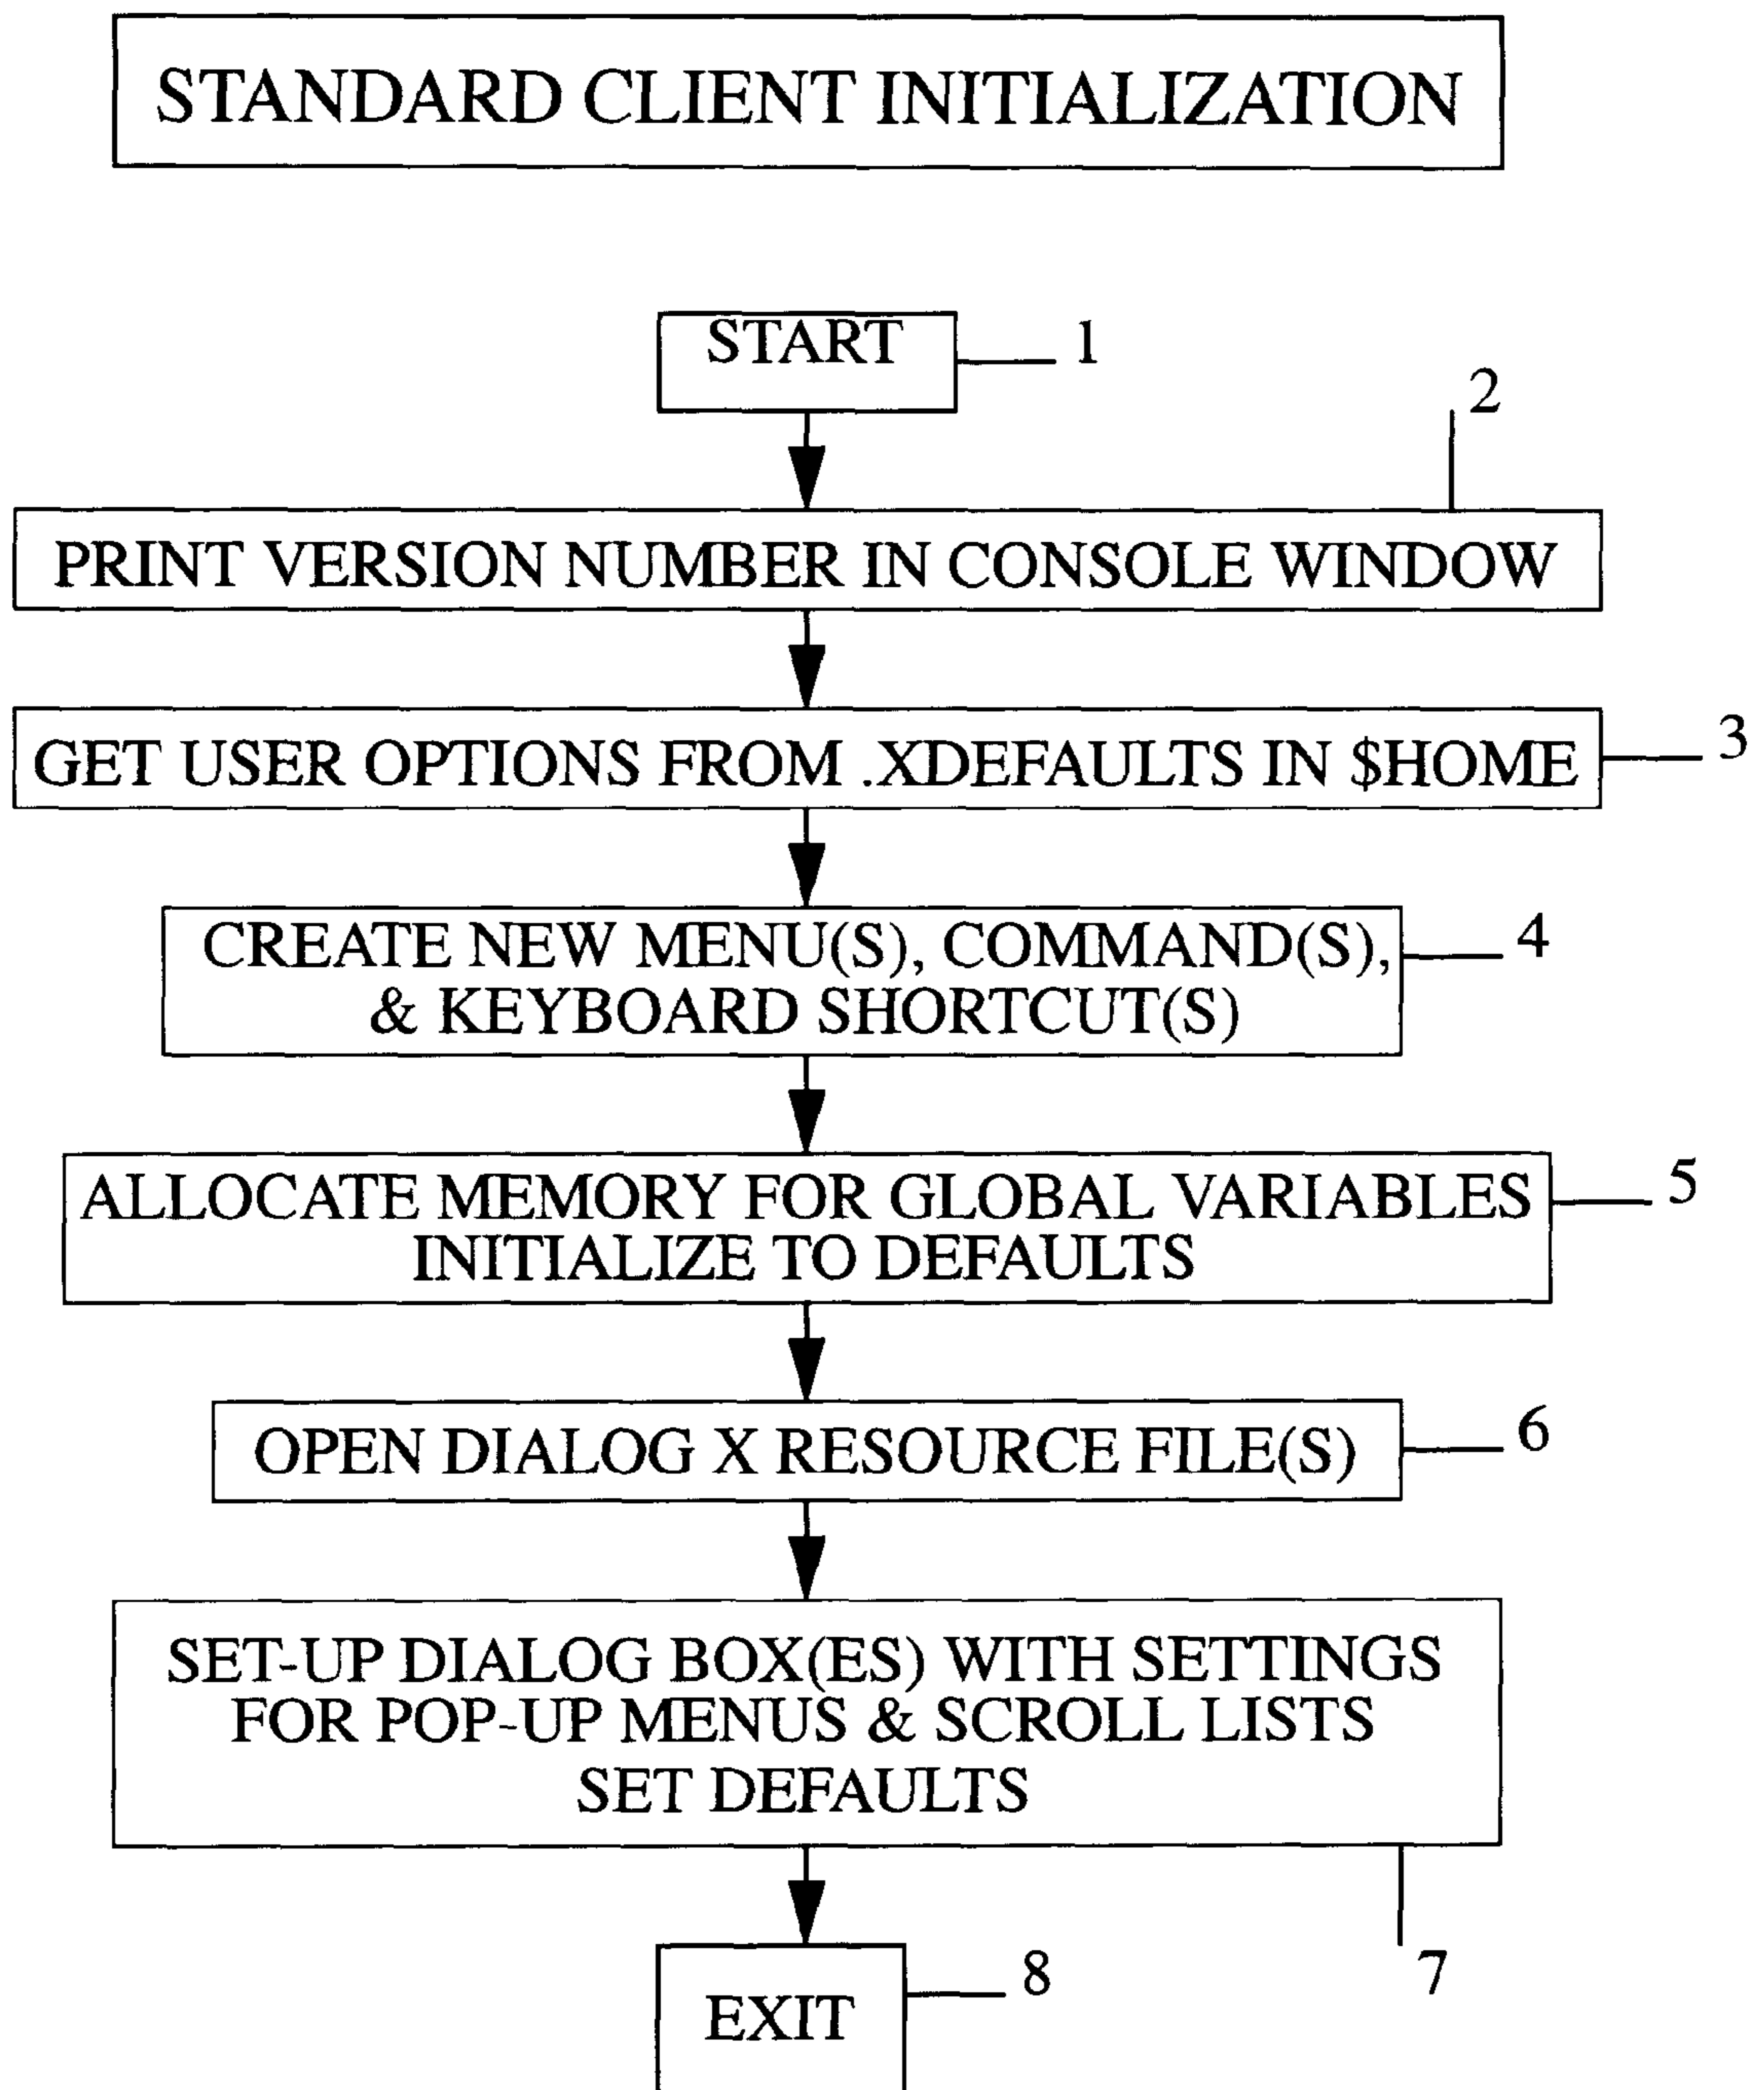 STANDARD CLIENT INITIALIZATION
START
1
2
PRINT VERSION NUMBER IN CONSOLE WINDOW
GET USER OPTIONS FROM .XDEFAULTS IN $HOME
3
CREATE NEW MENU(S), COMMAND(S),
& KEYBOARD SHORTCUT(S)
4
ALLOCATE MEMORY FOR GLOBAL VARIABLES
INITIALIZE TO DEFAULTS
5
OPEN DIALOG X RESOURCE FILE(S)
6
SET-UP DIALOG BOX(ES) WITH SETTINGS
FOR POP-UP MENUS & SCROLL LISTS
SET DEFAULTS
7
EXIT
8